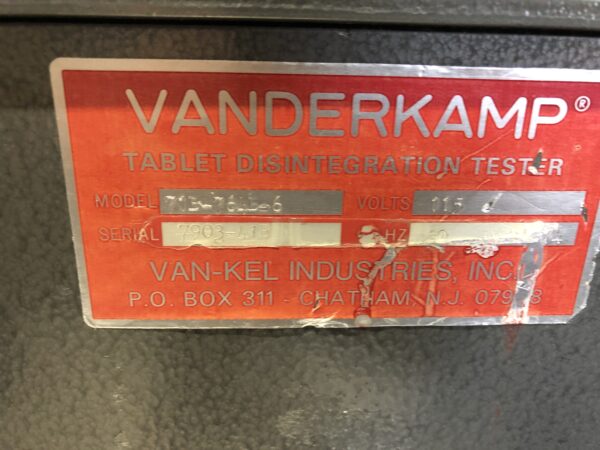 VANDERKAMP®
TABLET DISINTEGRATION TESTER
MODEL VOLTS 115
SERIAL HZ
VAN-KEL INDUSTRIES, INC.
P.O. BOX 311 - CHATHAM, N.J.